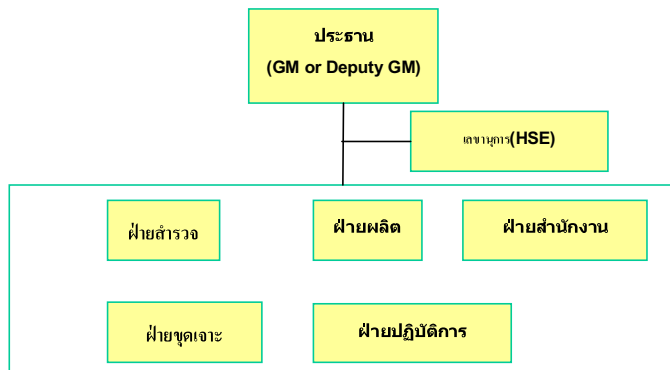 ประธาน
(GM or Deputy GM)
เลขานุการ(HSE)
ฝ่ายสำรวจ
ฝ่ายผลิต
ฝ่ายสำนักงาน
ฝ่ายขุดเจาะ
ฝ่ายปฏิบัติการ